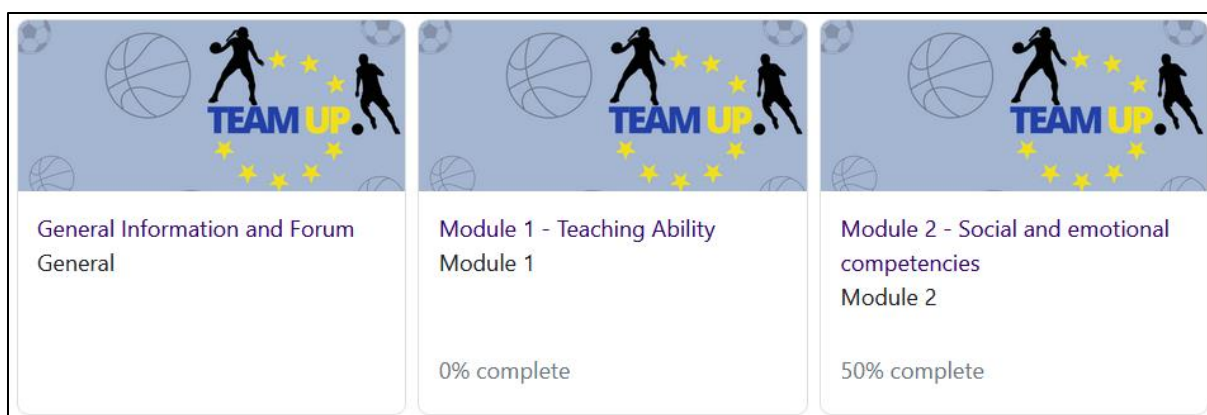 TEAM UP
General Information and Forum
General
TEAM UP
Module 1 - Teaching Ability
Module 1
0% complete
TEAM UP
Module 2 - Social and emotional
competencies
Module 2
50% complete